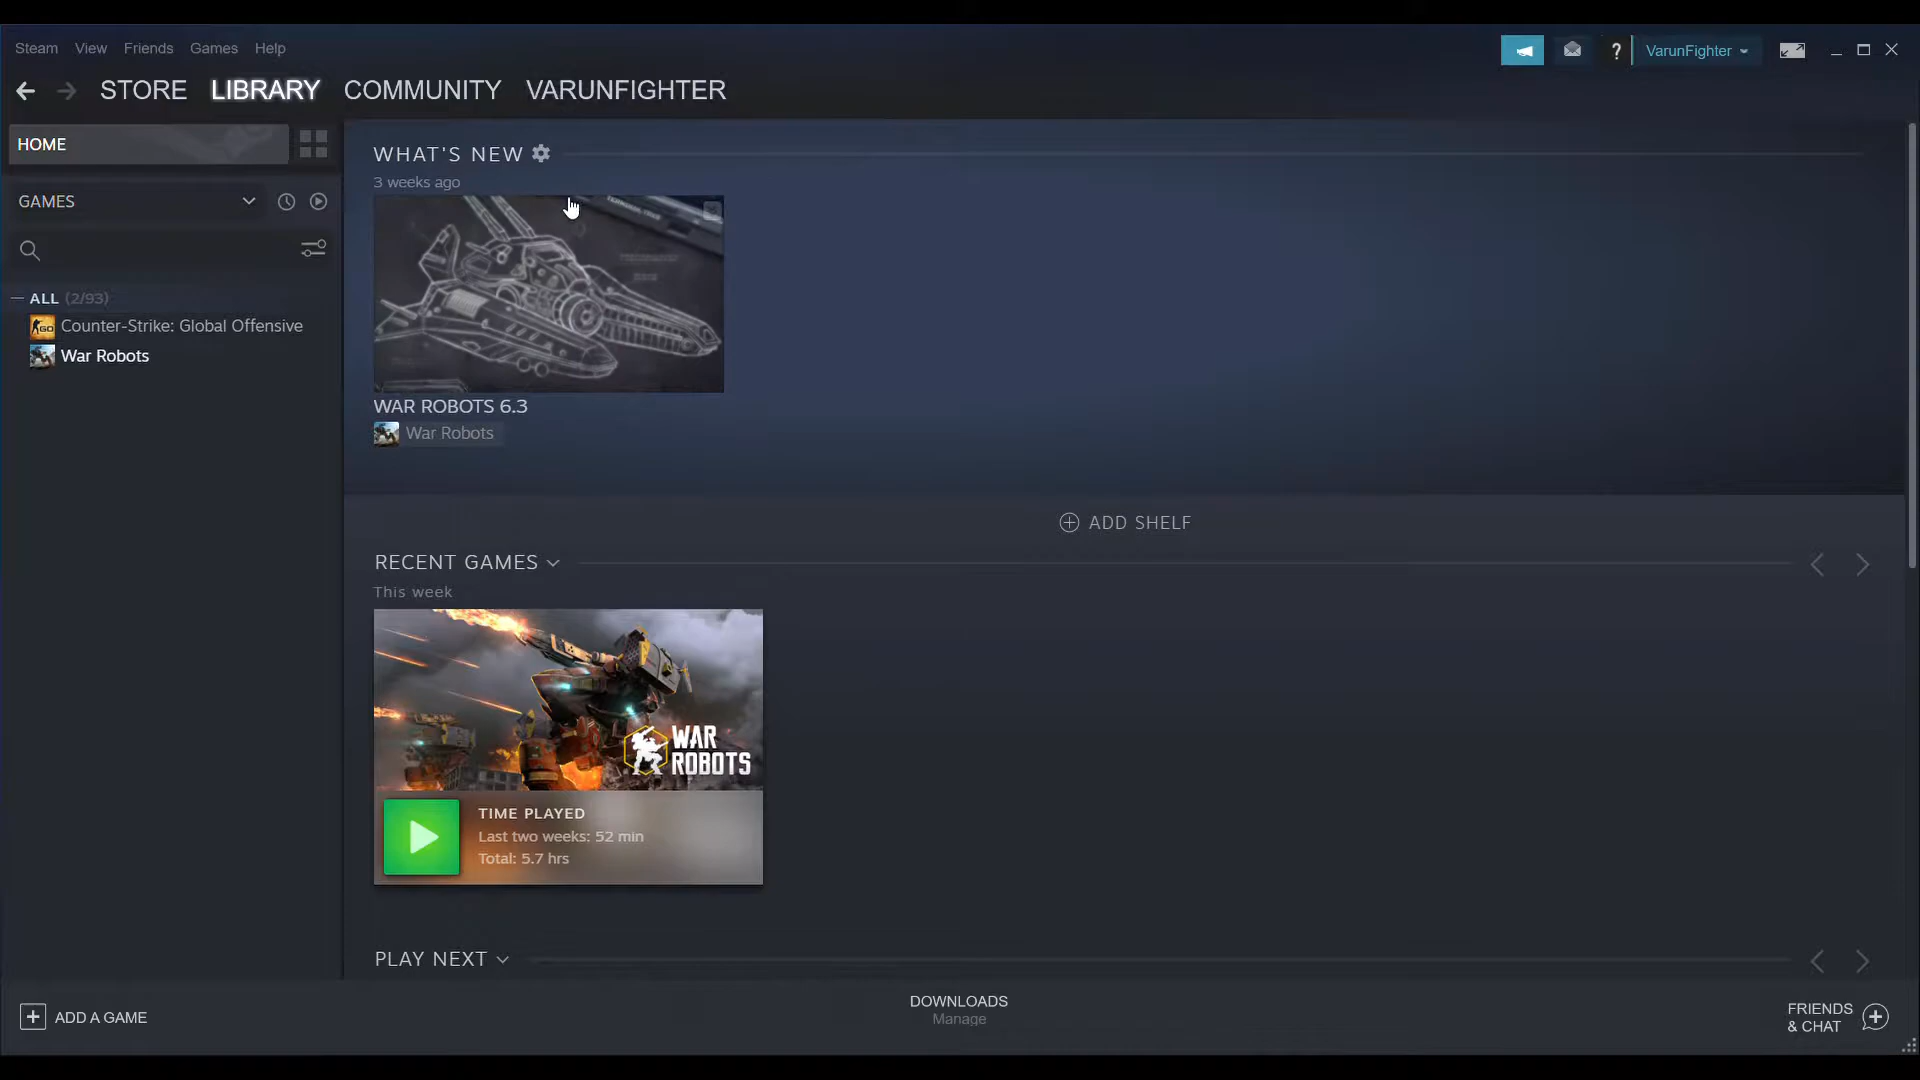 Steam View Friends Games Help
VarunFighter
STORE LIBRARY COMMUNITY VARUNFIGHTER
HOME
GAMES
ALL (2/93)
Counter-Strike: Global Offensive
War Robots
WHAT'S NEW
3 weeks ago
WAR ROBOTS 6.3
War Robots
ADD SHELF
RECENT GAMES
This week
WAR
ROBOTS
TIME PLAYED
Last two weeks: 52 min
Total: 5.7 hrs
PLAY NEXT
ADD A GAME
DOWNLOADS
Manage
FRIENDS
& CHAT